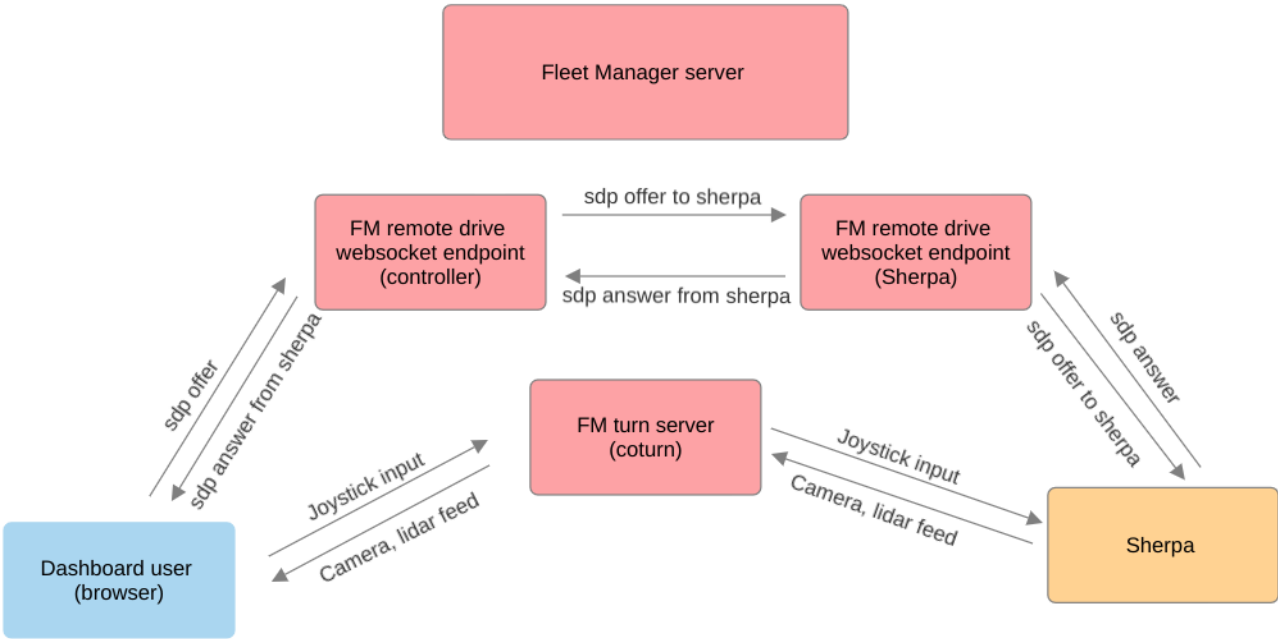 Fleet Manager server
FM remote drive
websocket endpoint
(controller)
sdp offer to sherpa
sdp answer from sherpa
FM remote drive
websocket endpoint
(Sherpa)
sdp offer
sdp answer from sherpa
sdp answer
sdp offer to sherpa
FM turn server
(coturn)
Joystick input
Camera, lidar feed
Joystick input
Camera, lidar feed
Dashboard user
(browser)
Sherpa